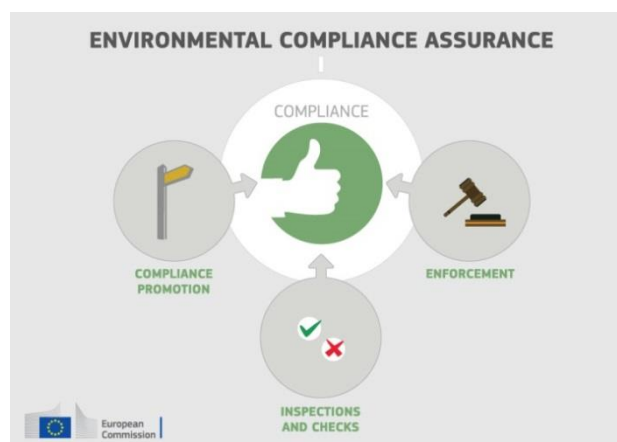 ENVIRONMENTAL COMPLIANCE ASSURANCE
COMPLIANCE
COMPLIANCE
PROMOTION
ENFORCEMENT
INSPECTIONS
AND CHECKS
European
Commission